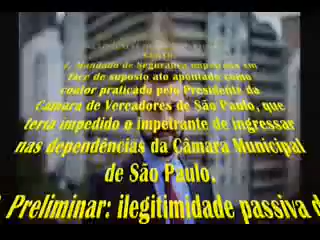 1. Mandado de Segurança impetrado em
face de suposto ato apontado como
coator praticado pelo Presidente da
Câmara de Vereadores de São Paulo, que
teria impedido o impetrante de ingressar
nas dependências da Câmara Municipal
de São Paulo.
Preliminar: ilegitimidade passiva d